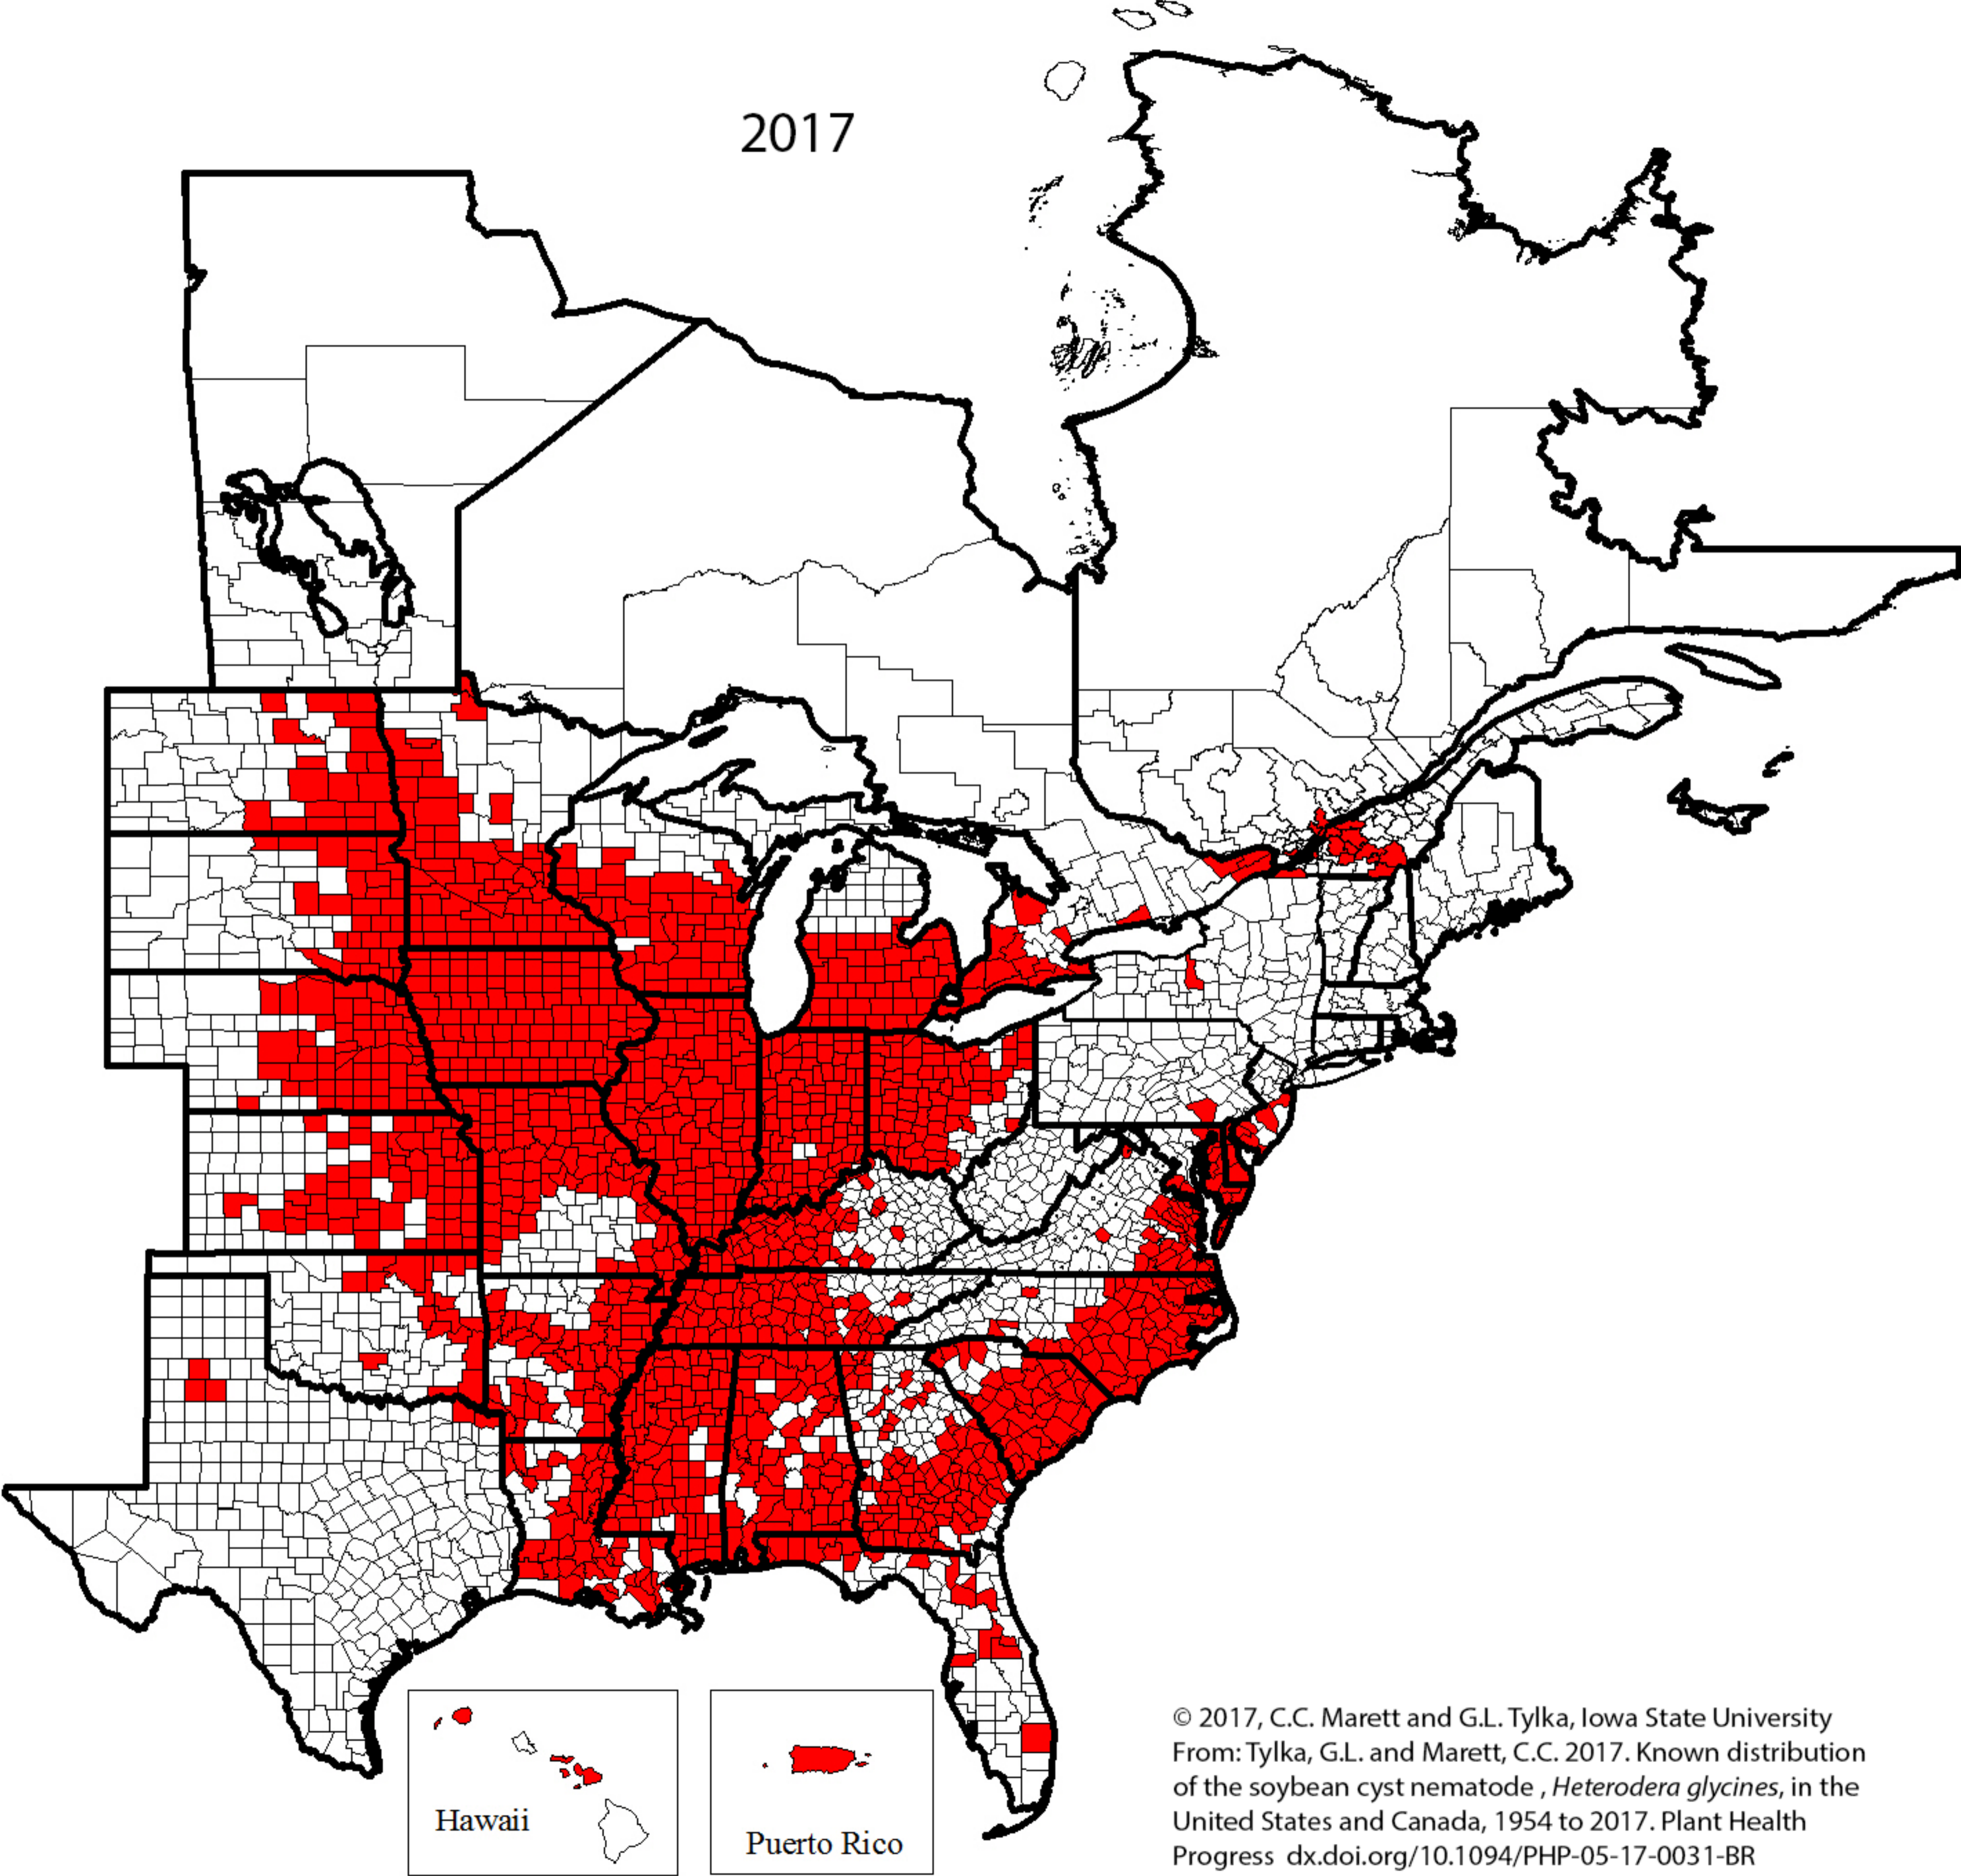 2017
Hawaii
Puerto Rico
© 2017, C.C. Marett and G.L. Tylka, Iowa State University
From: Tylka, G.L. and Marett, C.C. 2017. Known distribution
of the soybean cyst nematode , Heterodera glycines, in the
United States and Canada, 1954 to 2017. Plant Health
Progress dx.doi.org/10.1094/PHP-05-17-0031-BR